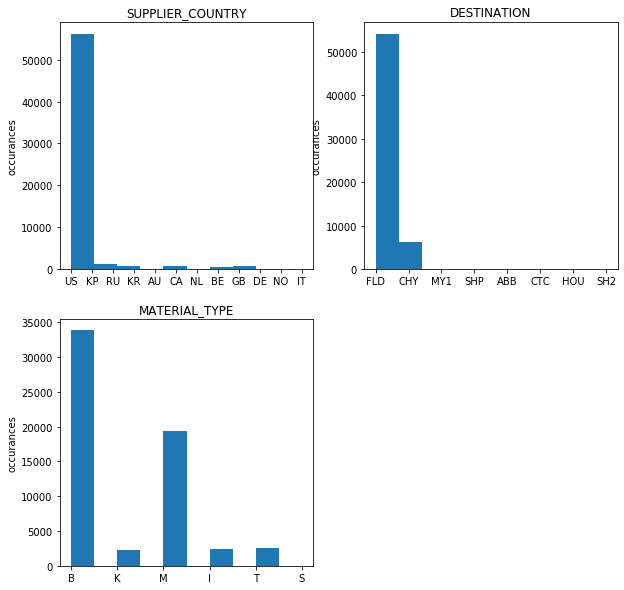 SUPPLIER_COUNTRY
occurances
50000
40000
30000
20000
10000
0
US KP RU KR AU CA NL BE GB DE NO IT
DESTINATION
occurances
50000
40000
30000
20000
10000
0
FLD CHY MY1 SHP ABB CTC HOU SH2
MATERIAL_TYPE
occurances
35000
30000
25000
20000
15000
10000
5000
0
B K M I T S